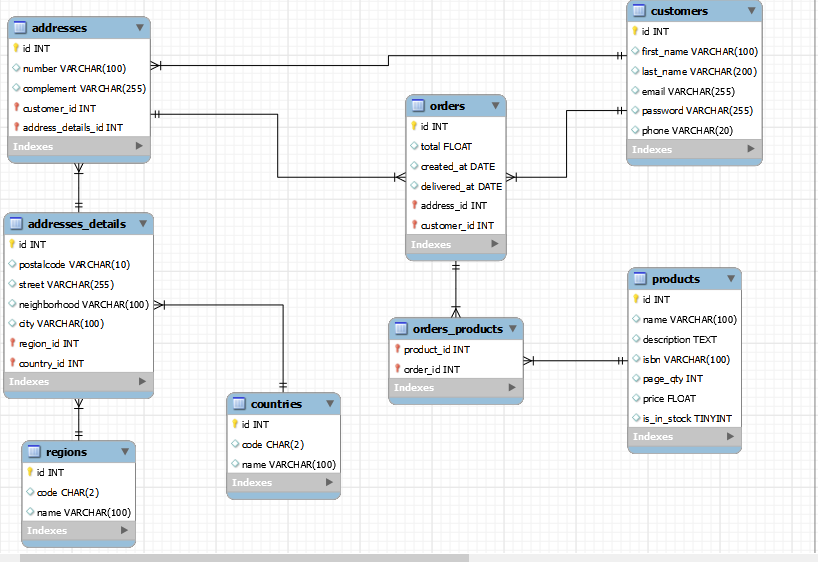 addresses
id INT
number VARCHAR(100)
complement VARCHAR(255)
customer_id INT
address_details_id INT
Indexes
customers
id INT
first_name VARCHAR(100)
last_name VARCHAR(200)
email VARCHAR(255)
password VARCHAR(255)
phone VARCHAR(20)
Indexes
orders
id INT
total FLOAT
created_at DATE
delivered_at DATE
address_id INT
customer_id INT
Indexes
addresses_details
id INT
postalcode VARCHAR(10)
street VARCHAR(255)
neighborhood VARCHAR(100)
city VARCHAR(100)
region_id INT
country_id INT
Indexes
products
id INT
name VARCHAR(100)
description TEXT
isbn VARCHAR(100)
page_qty INT
price FLOAT
is_in_stock TINYINT
Indexes
orders_products
product_id INT
order_id INT
Indexes
countries
id INT
code CHAR(2)
name VARCHAR(100)
Indexes
regions
id INT
code CHAR(2)
name VARCHAR(100)
Indexes